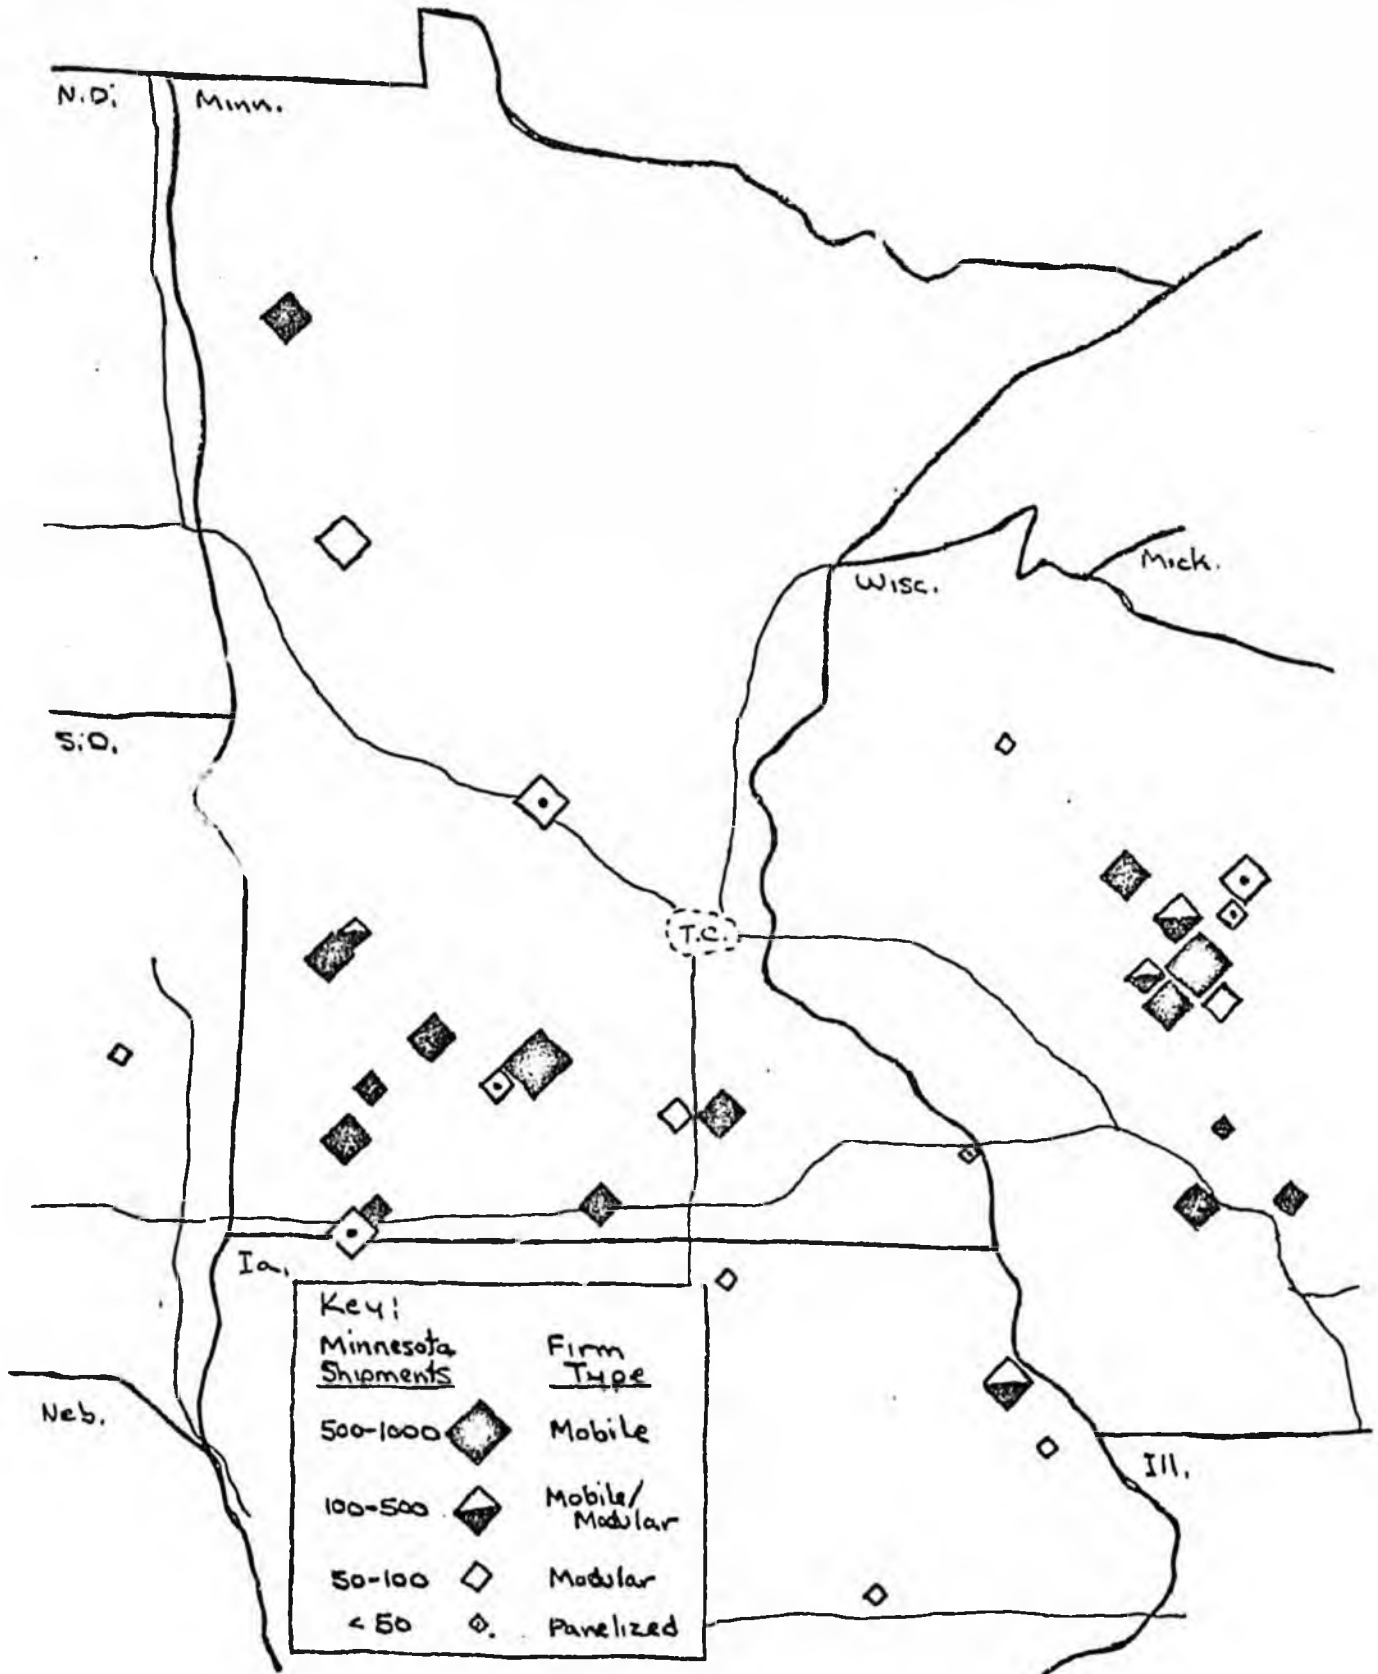 N.D. Minn.
Mick.
Wisc.
S.D.
T.C.
Ia.
Key:
Minnesota Firm
Shipments Type
500-1000 Mobile
100-500 Mobile/
Modular
50-100 Modular
< 50 Panelized
Neb.
Ill.